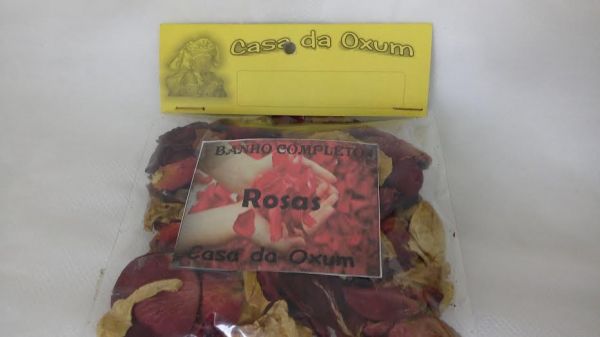 Casa da Oxum
BANHO COMPLETO
Rosas
Casa da Oxum